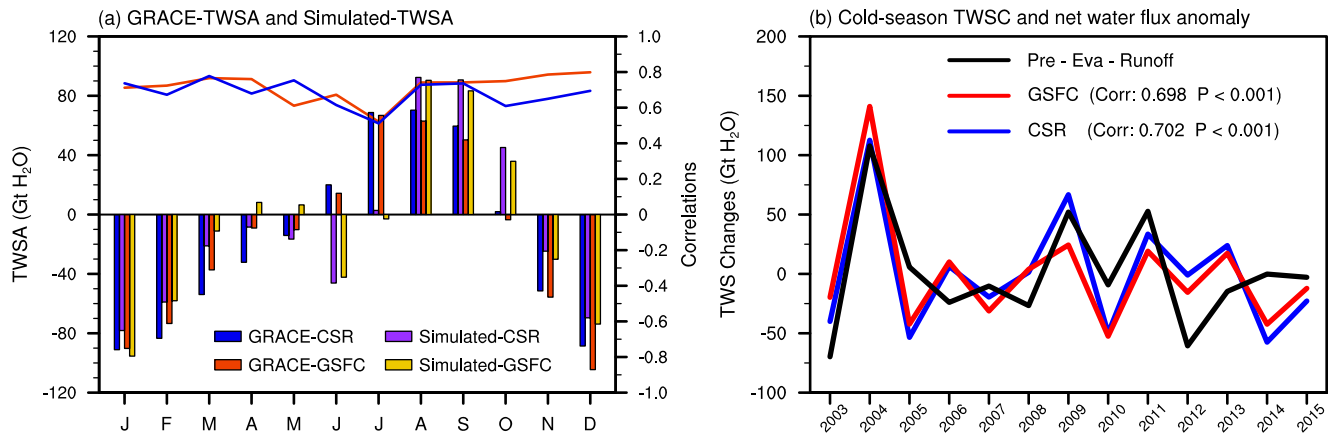 (a) GRACE-TWSA and Simulated-TWSA
120
80
40
0
-40
-80
-120
TWSA (Gt H₂O)
1.0
0.8
0.6
0.4
0.2
0
-0.2
-0.4
-0.6
-0.8
-1.0
Correlations
GRACE-CSR
Simulated-CSR
GRACE-GSFC
Simulated-GSFC
J F M A M J J A S O N D
(b) Cold-season TWSC and net water flux anomaly
200
150
100
50
0
-50
-100
TWS Changes (Gt H₂O)
Pre - Eva - Runoff
GSFC (Corr: 0.698 P < 0.001)
CSR (Corr: 0.702 P < 0.001)
2003 2004 2005 2006 2007 2008 2009 2010 2011 2012 2013 2014 2015